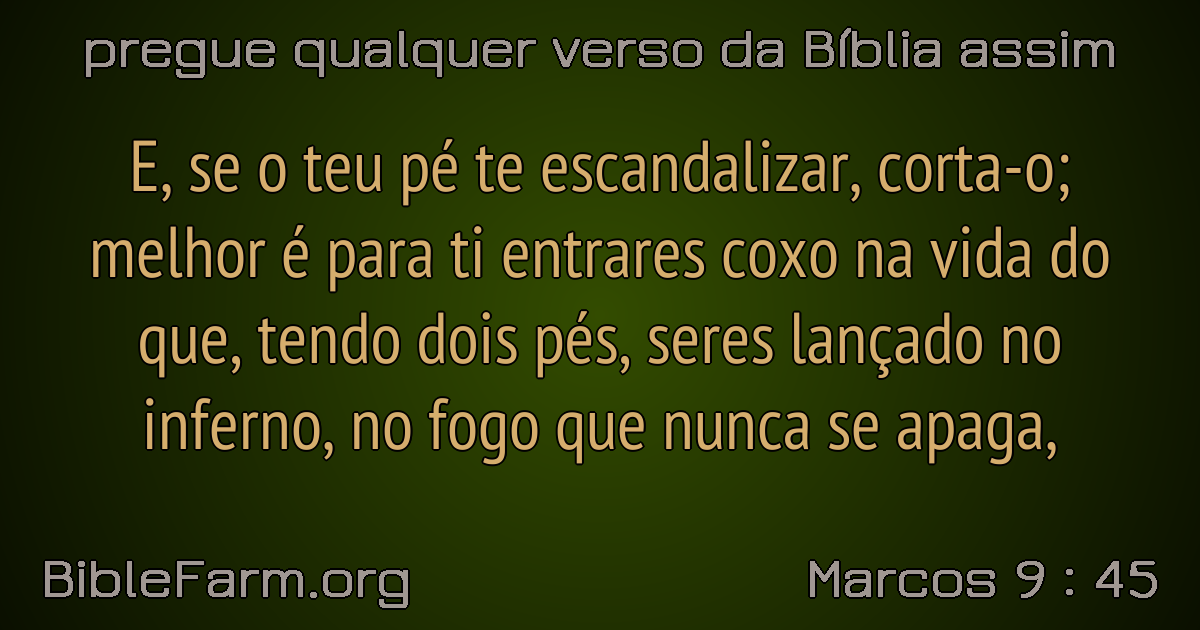 pregue qualquer verso da Bíblia assim
E, se o teu pé te escandalizar, corta-o;
melhor é para ti entrares coxo na vida do
que, tendo dois pés, seres lançado no
inferno, no fogo que nunca se apaga,
BibleFarm.org
Marcos 9 : 45